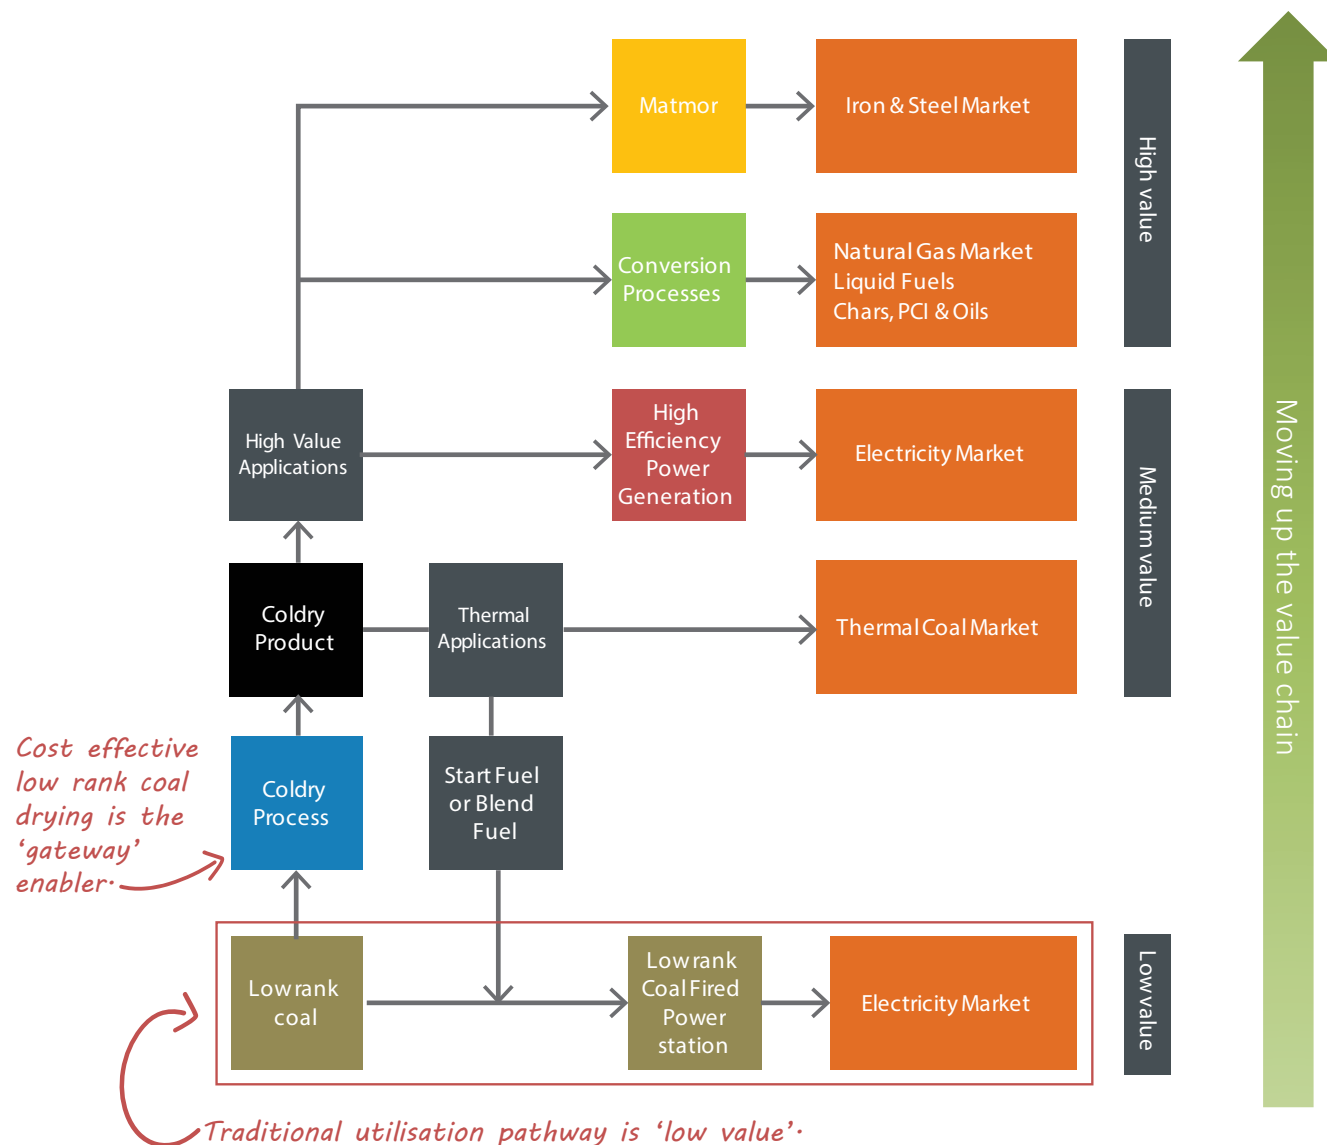 Matmor
Iron & Steel Market
High value
Conversion
Processes
Natural Gas Market
Liquid Fuels
Chars, PCI & Oils
High Value
Applications
High
Efficiency
Power
Generation
Electricity Market
Medium value
Moving up the value chain
Coldry
Product
Thermal
Applications
Thermal Coal Market
Cost effective
low rank coal
drying is the
‘gateway’
enabler.
Coldry
Process
Start Fuel
or Blend
Fuel
Low rank
coal
Low rank
Coal Fired
Power
station
Electricity Market
Low value
Traditional utilisation pathway is ‘low value’.